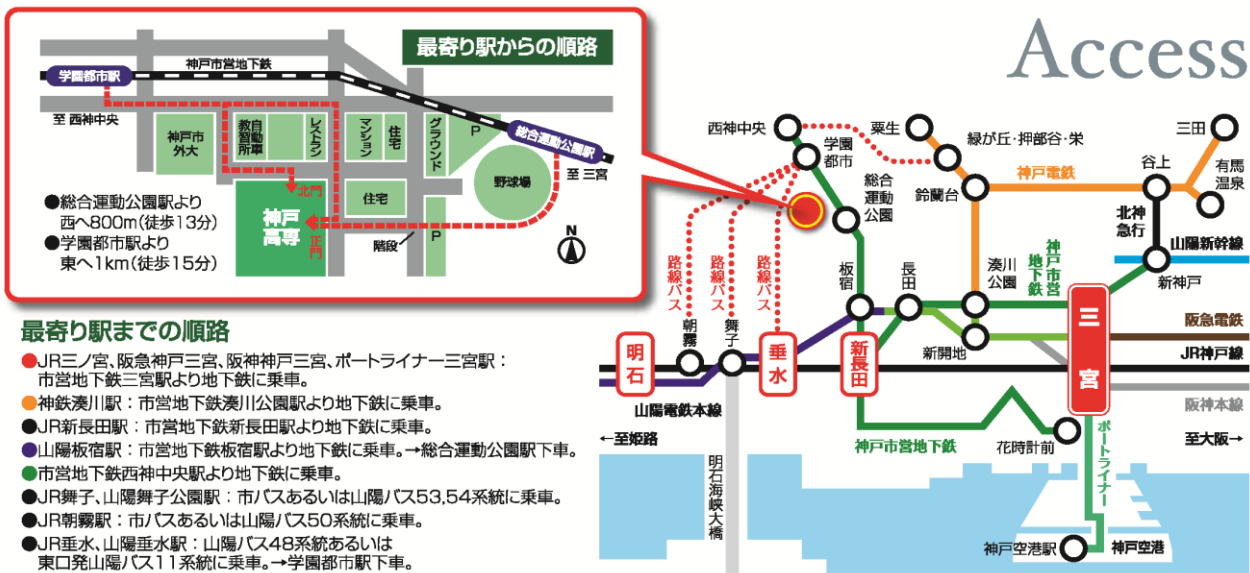 Access
最寄り駅からの順路
学園都市駅
神戸市営地下鉄
至 西神中央
神戸市
外大
自動車
教習所
レストラン
マンション
住宅
グラウンド
P
総合運動公園駅
至 三宮
野球場
北門
住宅
神戸
高専
正門
階段
P
N
●総合運動公園駅より
西へ800m(徒歩13分)
●学園都市駅より
東へ1km(徒歩15分)
最寄り駅までの順路
●JR三ノ宮、阪急神戸三宮、阪神神戸三宮、ポートライナー三宮駅：
市営地下鉄三宮駅より地下鉄に乗車。
●神鉄湊川駅：市営地下鉄湊川公園駅より地下鉄に乗車。
●JR新長田駅：市営地下鉄新長田駅より地下鉄に乗車。
●山陽板宿駅：市営地下鉄板宿駅より地下鉄に乗車。→総合運動公園駅下車。
●市営地下鉄西神中央駅より地下鉄に乗車。
●JR舞子、山陽舞子公園駅：市バスあるいは山陽バス53,54系統に乗車。
●JR朝霧駅：市バスあるいは山陽バス50系統に乗車。
●JR垂水、山陽垂水駅：山陽バス48系統あるいは
東口発山陽バス11系統に乗車。→学園都市駅下車。
西神中央
学園
都市
総合
運動
公園
粟生
緑が丘・押部谷・栄
鈴蘭台
神戸電鉄
三田
谷上
有馬
温泉
北神
急行
山陽新幹線
新神戸
神戸市営
地下鉄
湊川
公園
長田
板宿
路線バス
路線バス
路線バス
朝霧
舞子
明石
垂水
新長田
新開地
三宮
阪急電鉄
JR神戸線
阪神本線
山陽電鉄本線
←至姫路
神戸市営地下鉄
花時計前
至大阪→
ポートライナー
明石海峡大橋
神戸空港駅
神戸空港